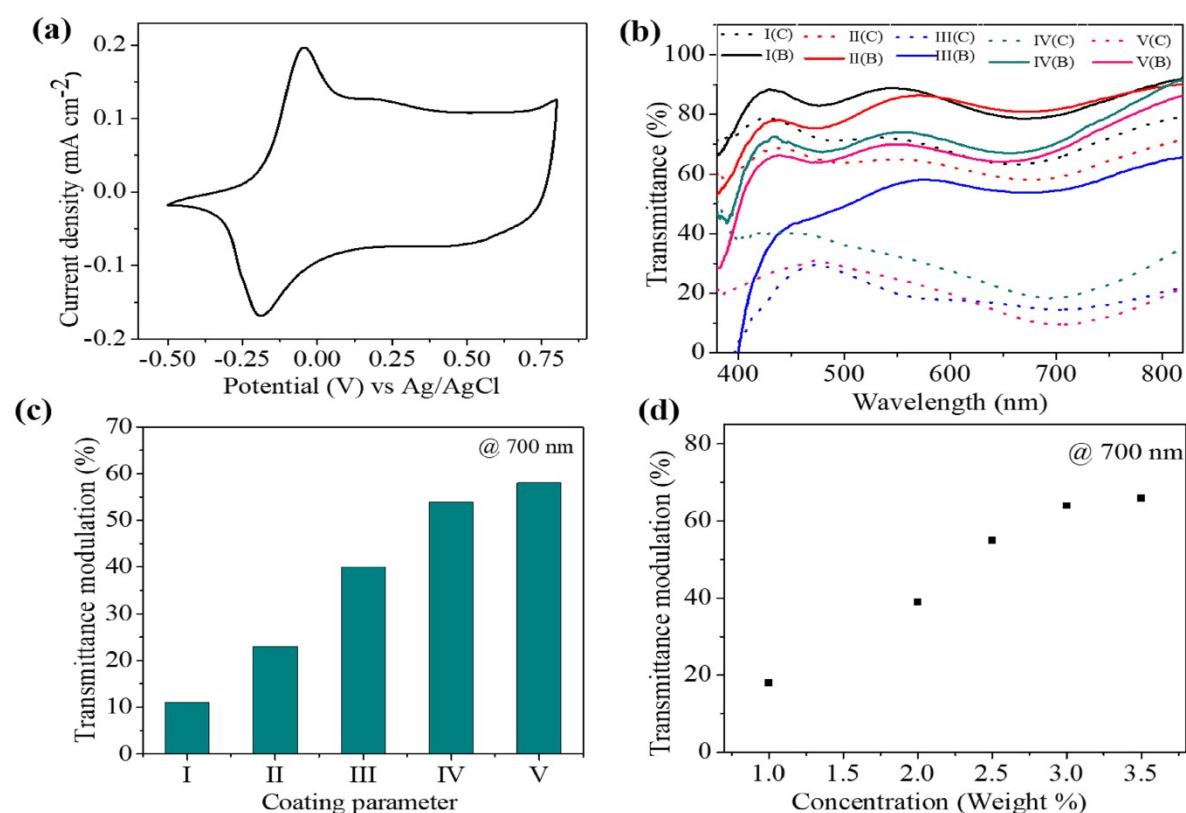 (a)
0.2
0.1
0.0
-0.1
-0.2
Current density (mA cm-2)
-0.50 -0.25 0.00 0.25 0.50 0.75
Potential (V) vs Ag/AgCl
(b)
I(C) II(C) III(C) IV(C) V(C)
I(B) II(B) III(B) IV(B) V(B)
100
80
60
40
20
0
Transmittance (%)
400 500 600 700 800
Wavelength (nm)
(c)
@ 700 nm
70
60
50
40
30
20
10
0
Transmittance modulation (%)
I II III IV V
Coating parameter
(d)
@ 700 nm
80
60
40
20
0
Transmittance modulation (%)
1.0 1.5 2.0 2.5 3.0 3.5
Concentration (Weight %)